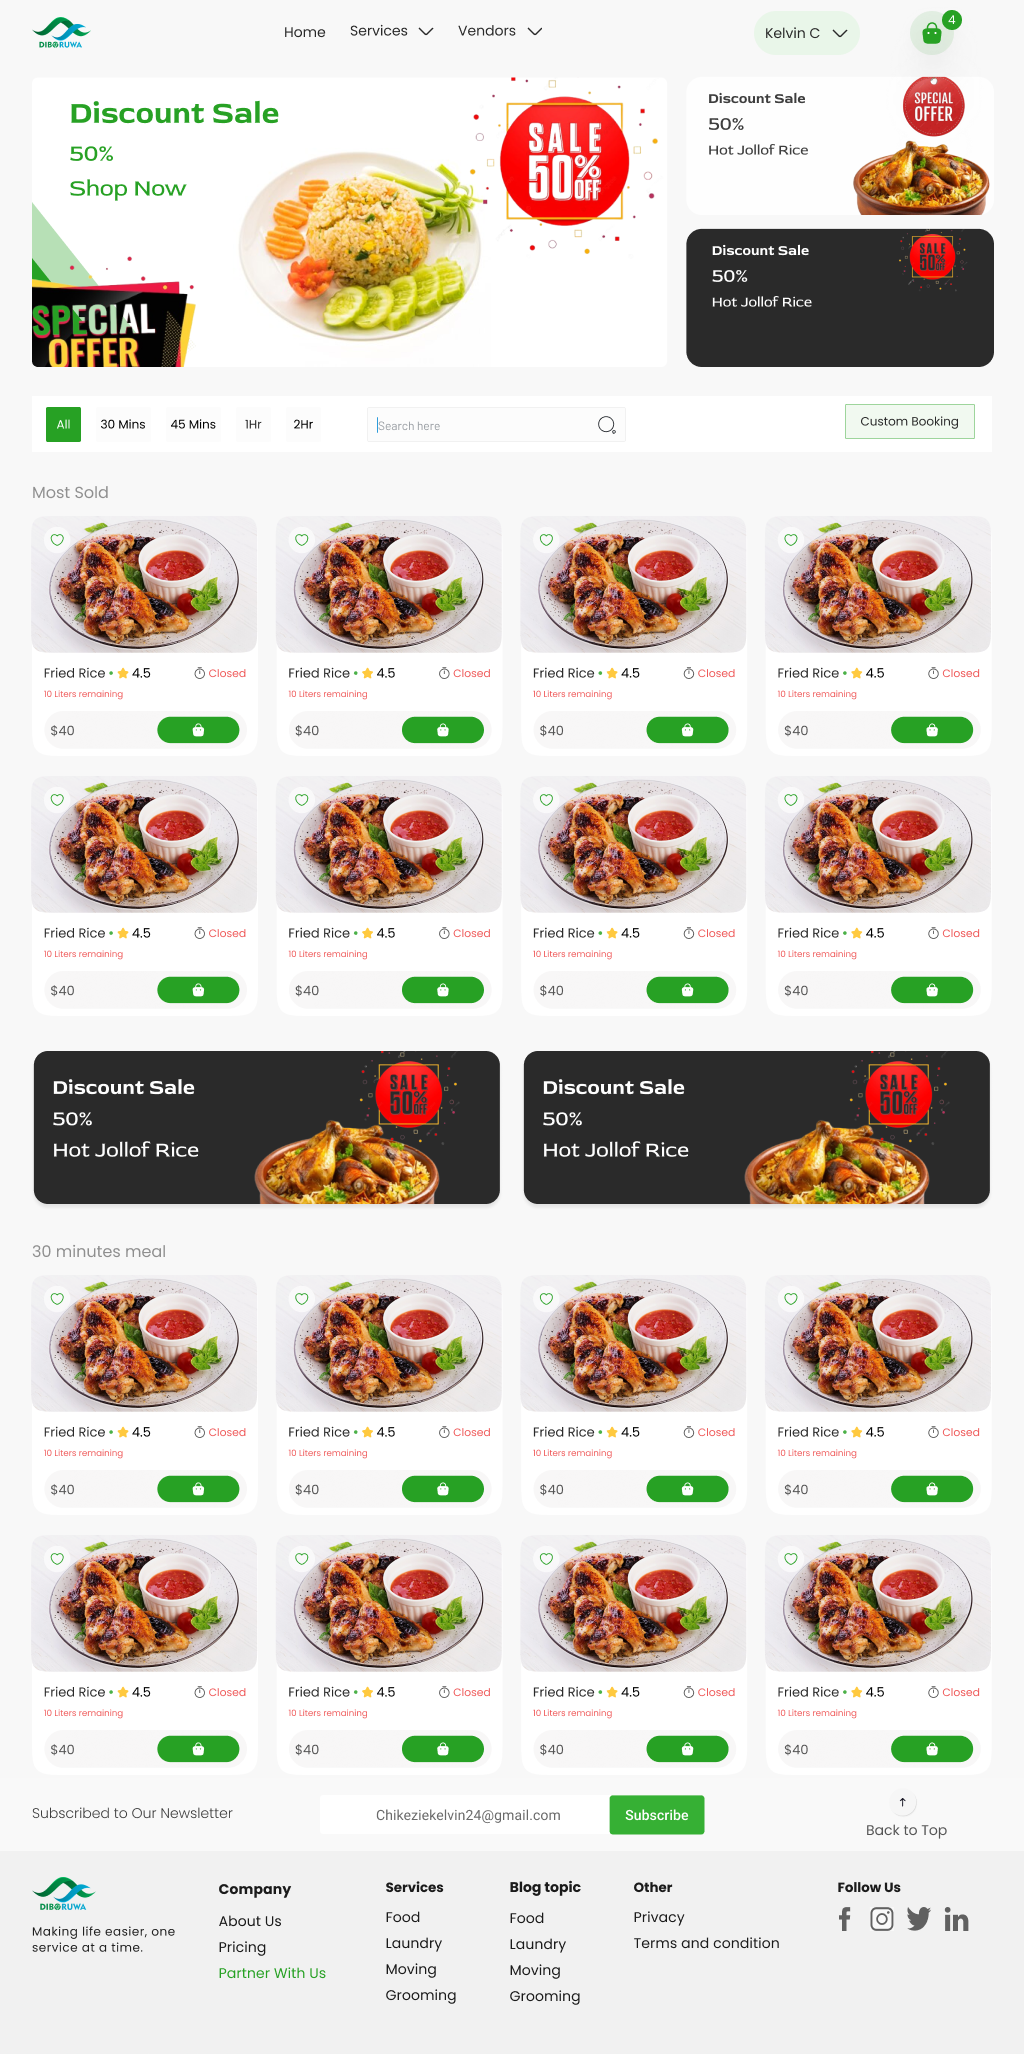 DIBORUWA
Home
Services
Vendors
Kelvin C
4
Discount Sale
50%
Shop Now
SALE
50%
OFF
SPECIAL
OFFER
Discount Sale
50%
Hot Jollof Rice
SPECIAL
OFFER
Discount Sale
50%
Hot Jollof Rice
SALE
50%
OFF
All
30 Mins
45 Mins
1Hr
2Hr
Search here
Custom Booking
Most Sold
Fried Rice • 4.5 Closed
10 Liters remaining
$40
Fried Rice • 4.5 Closed
10 Liters remaining
$40
Fried Rice • 4.5 Closed
10 Liters remaining
$40
Fried Rice • 4.5 Closed
10 Liters remaining
$40
Fried Rice • 4.5 Closed
10 Liters remaining
$40
Fried Rice • 4.5 Closed
10 Liters remaining
$40
Fried Rice • 4.5 Closed
10 Liters remaining
$40
Fried Rice • 4.5 Closed
10 Liters remaining
$40
Discount Sale
50%
Hot Jollof Rice
SALE
50%
OFF
Discount Sale
50%
Hot Jollof Rice
SALE
50%
OFF
30 minutes meal
Fried Rice • 4.5 Closed
10 Liters remaining
$40
Fried Rice • 4.5 Closed
10 Liters remaining
$40
Fried Rice • 4.5 Closed
10 Liters remaining
$40
Fried Rice • 4.5 Closed
10 Liters remaining
$40
Fried Rice • 4.5 Closed
10 Liters remaining
$40
Fried Rice • 4.5 Closed
10 Liters remaining
$40
Fried Rice • 4.5 Closed
10 Liters remaining
$40
Fried Rice • 4.5 Closed
10 Liters remaining
$40
Subscribed to Our Newsletter
Chikeziekelvin24@gmail.com
Subscribe
Back to Top
DIBORUWA
Making life easier, one
service at a time.
Company
About Us
Pricing
Partner With Us
Services
Food
Laundry
Moving
Grooming
Blog topic
Food
Laundry
Moving
Grooming
Other
Privacy
Terms and condition
Follow Us